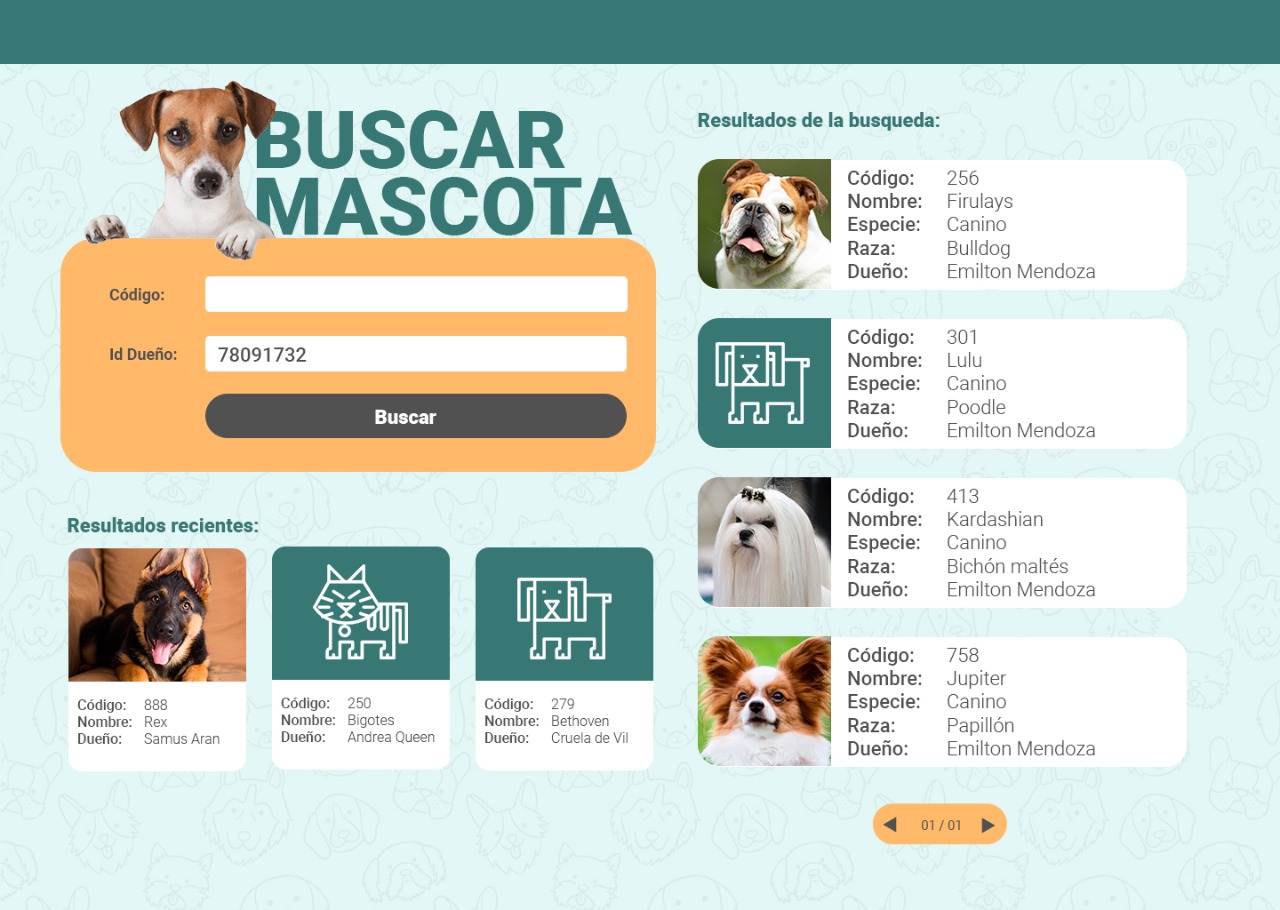 BUSCAR
MASCOTA
Código:
Id Dueño: 78091732
Buscar
Resultados recientes:
Código: 888
Nombre: Rex
Dueño: Samus Aran
Código: 250
Nombre: Bigotes
Dueño: Andrea Queen
Código: 279
Nombre: Bethoven
Dueño: Cruela de Vil
Resultados de la busqueda:
Código: 256
Nombre: Firulays
Especie: Canino
Raza: Bulldog
Dueño: Emilton Mendoza
Código: 301
Nombre: Lulu
Especie: Canino
Raza: Poodle
Dueño: Emilton Mendoza
Código: 413
Nombre: Kardashian
Especie: Canino
Raza: Bichón maltés
Dueño: Emilton Mendoza
Código: 758
Nombre: Jupiter
Especie: Canino
Raza: Papillón
Dueño: Emilton Mendoza
01 / 01